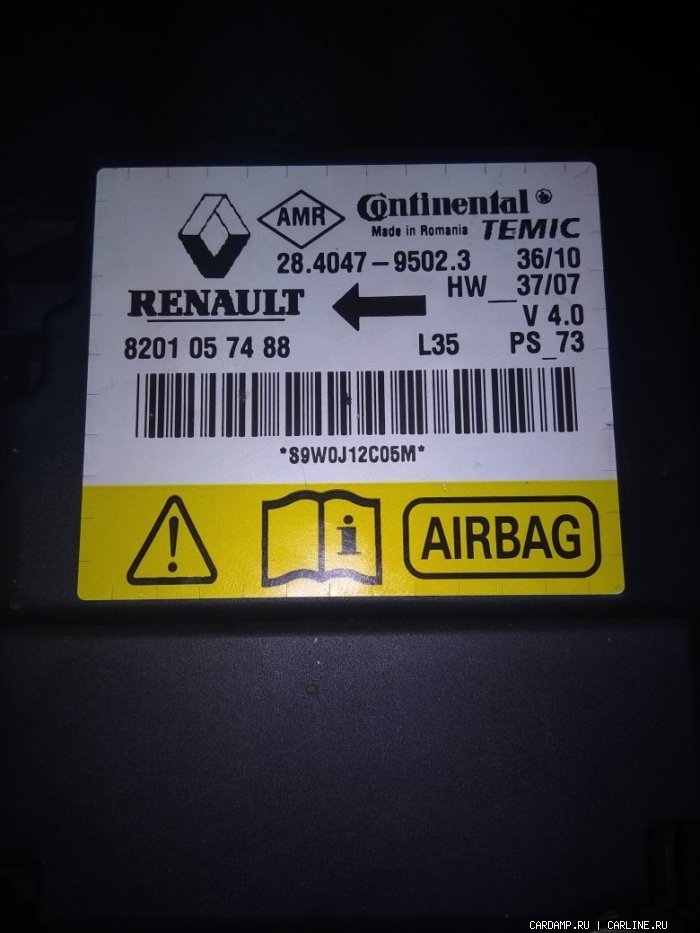 AMR
Continental
Made in Romania TEMIC
28.4047-9502.3 36/10
RENAULT
HW_37/07
V 4.0
8201 05 74 88 L35 PS_73
*S9W0J12C05M*
! i AIRBAG
CARDAMP.RU | CARLINE.RU